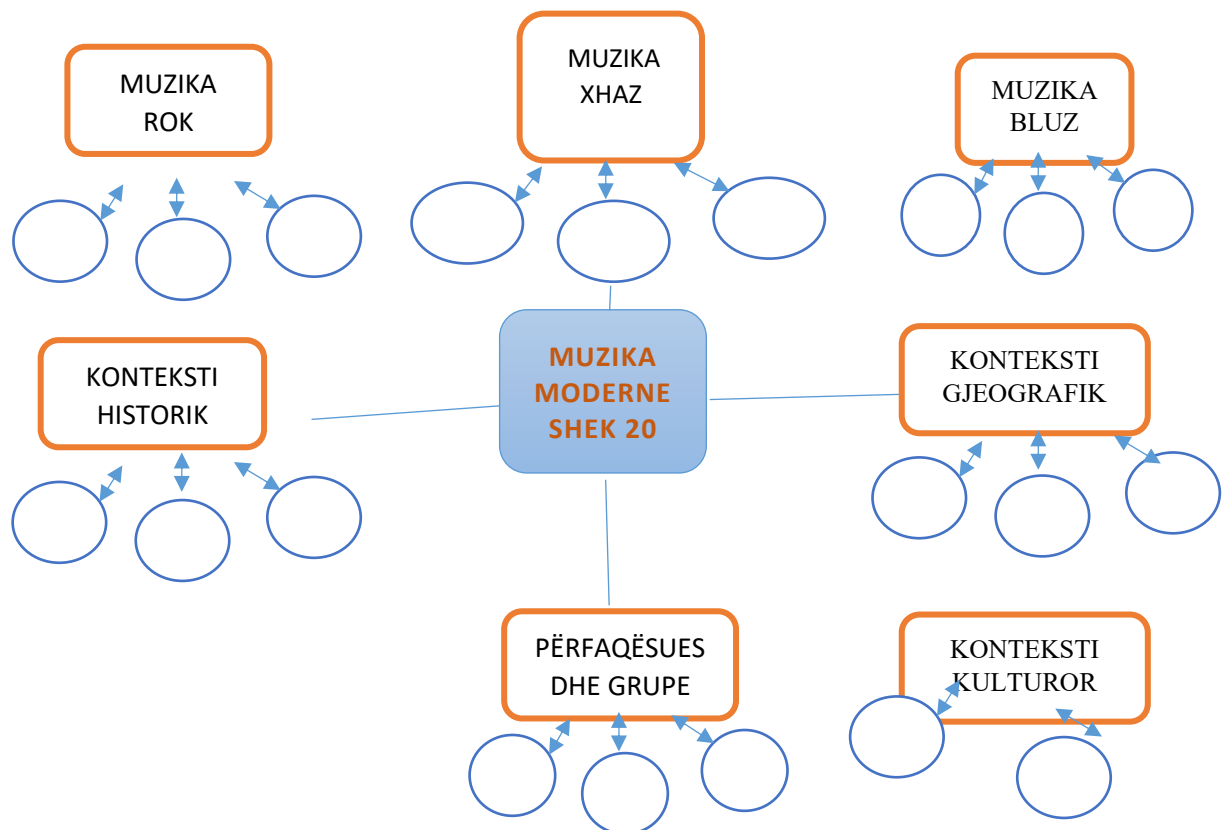 MUZIKA
ROK
MUZIKA
XHAZ
MUZIKA
BLUZ
KONTEKSTI
HISTORIK
MUZIKA
MODERNE
SHEK 20
KONTEKSTI
GJEOGRAFIK
PËRFAQËSUES
DHE GRUPE
KONTEKSTI
KULTUROR